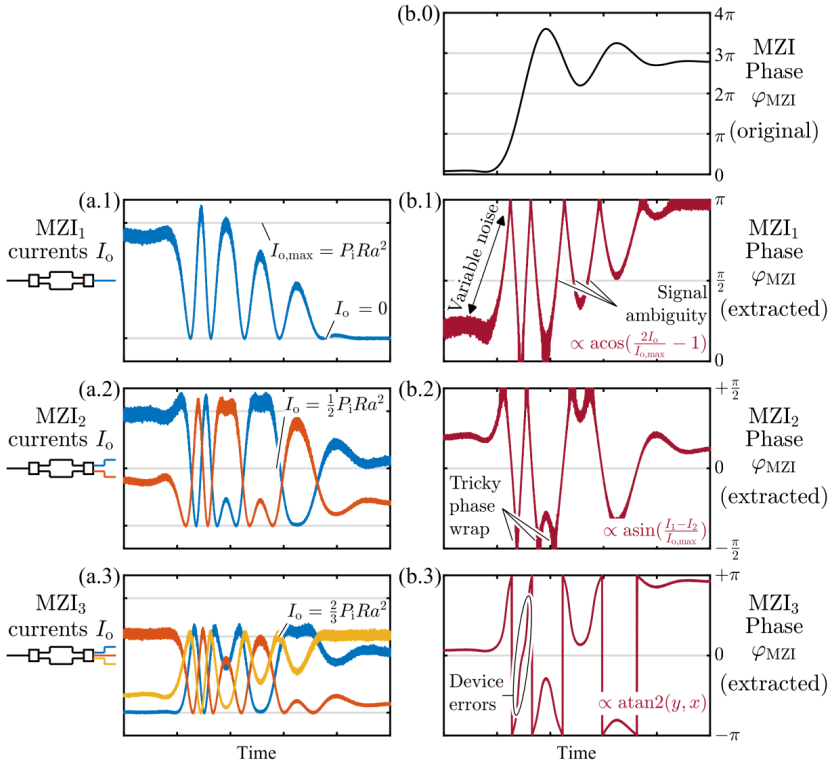 (b.0)
4π
3π
2π
π
0
MZI
Phase
φMZI
(original)
(a.1)
MZI1
currents Io
Io,max = PiRa²
Io = 0
(b.1)
Variable noise
Signal
ambiguity
∝ acos(2Io/Io,max − 1)
π
π/2
0
MZI1
Phase
φMZI
(extracted)
(a.2)
MZI2
currents Io
Io = ½PiRa²
(b.2)
Tricky
phase
wrap
∝ asin(I1−I2/Io,max)
+π/2
0
−π/2
MZI2
Phase
φMZI
(extracted)
(a.3)
MZI3
currents Io
Io = ⅔PiRa²
Time
(b.3)
Device
errors
∝ atan2(y, x)
+π
0
−π
MZI3
Phase
φMZI
(extracted)
Time